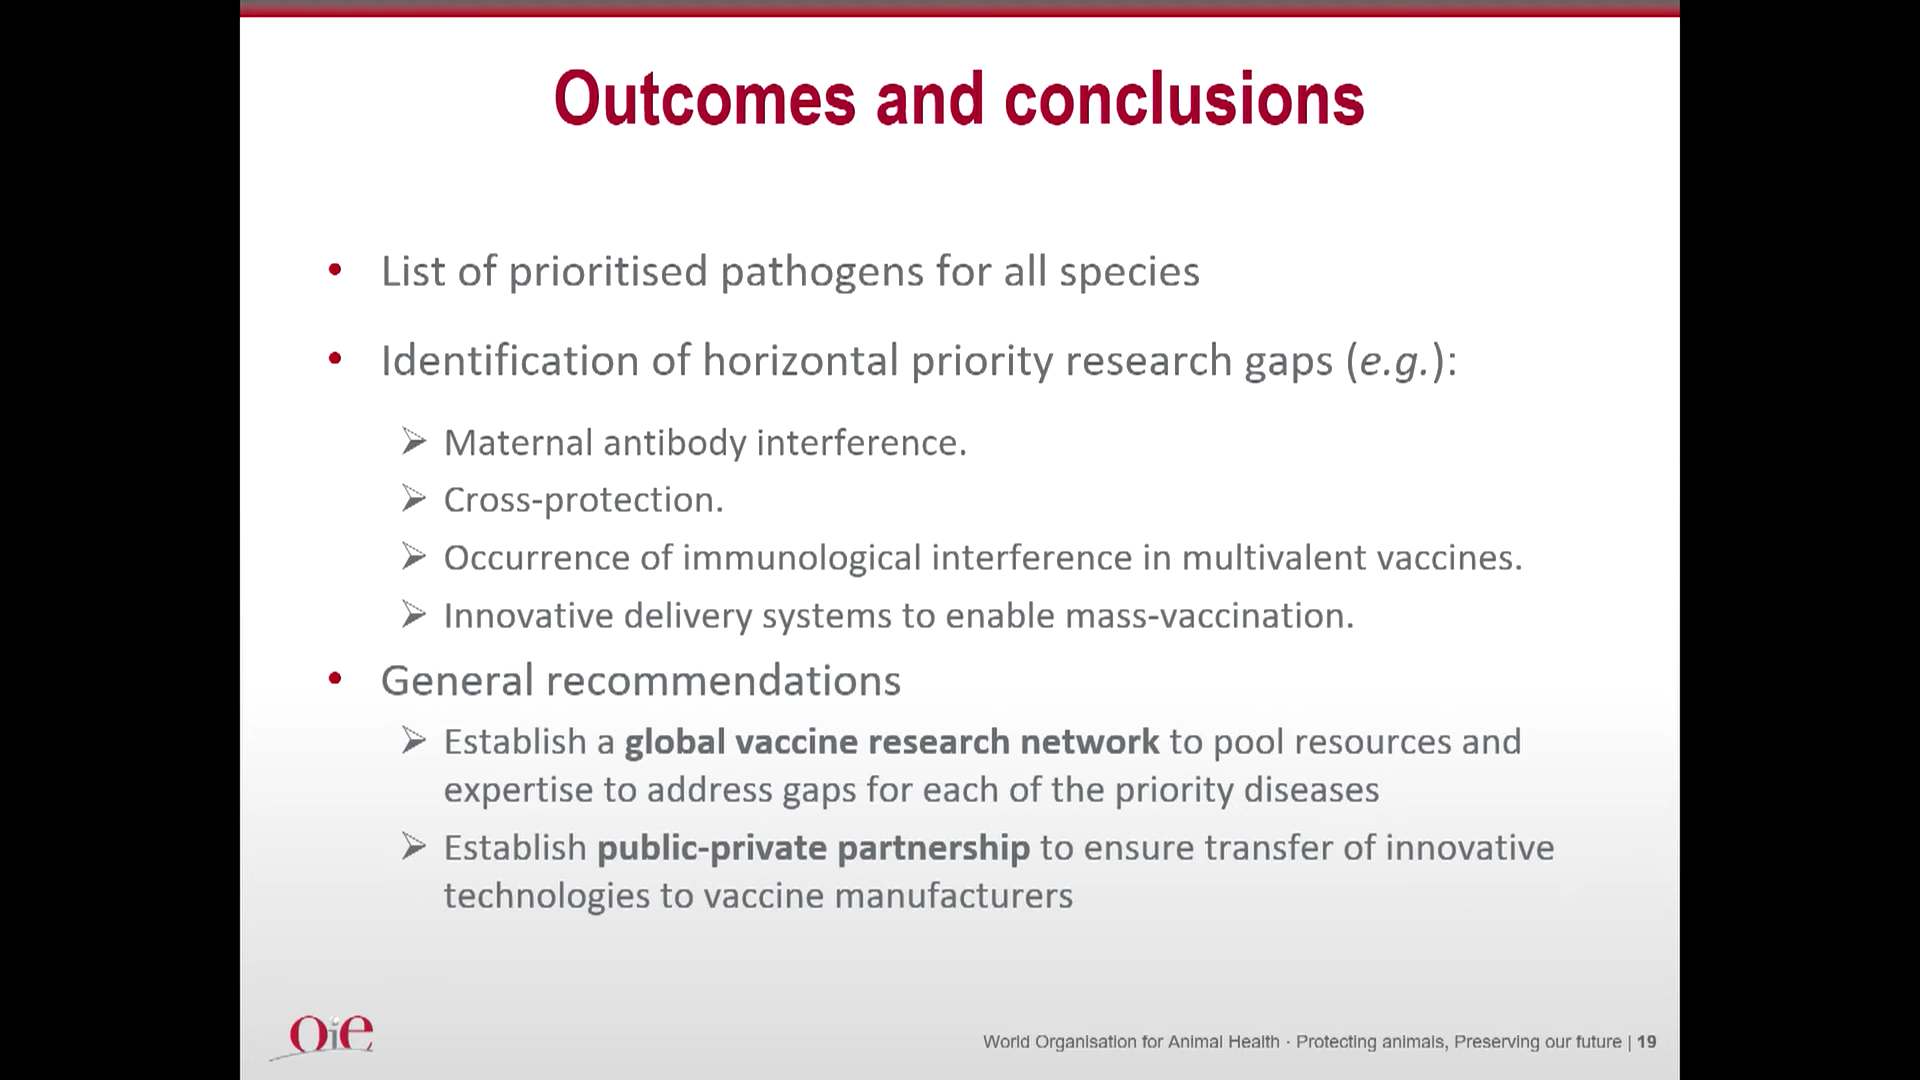 Outcomes and conclusions
• List of prioritised pathogens for all species
• Identification of horizontal priority research gaps (e.g.):
➢ Maternal antibody interference.
➢ Cross-protection.
➢ Occurrence of immunological interference in multivalent vaccines.
➢ Innovative delivery systems to enable mass-vaccination.
• General recommendations
➢ Establish a global vaccine research network to pool resources and
expertise to address gaps for each of the priority diseases
➢ Establish public-private partnership to ensure transfer of innovative
technologies to vaccine manufacturers
Oie
World Organisation for Animal Health · Protecting animals, Preserving our future | 19